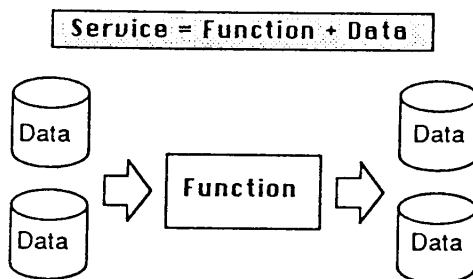 Service = Function + Data
Data
Data
Function
Data
Data